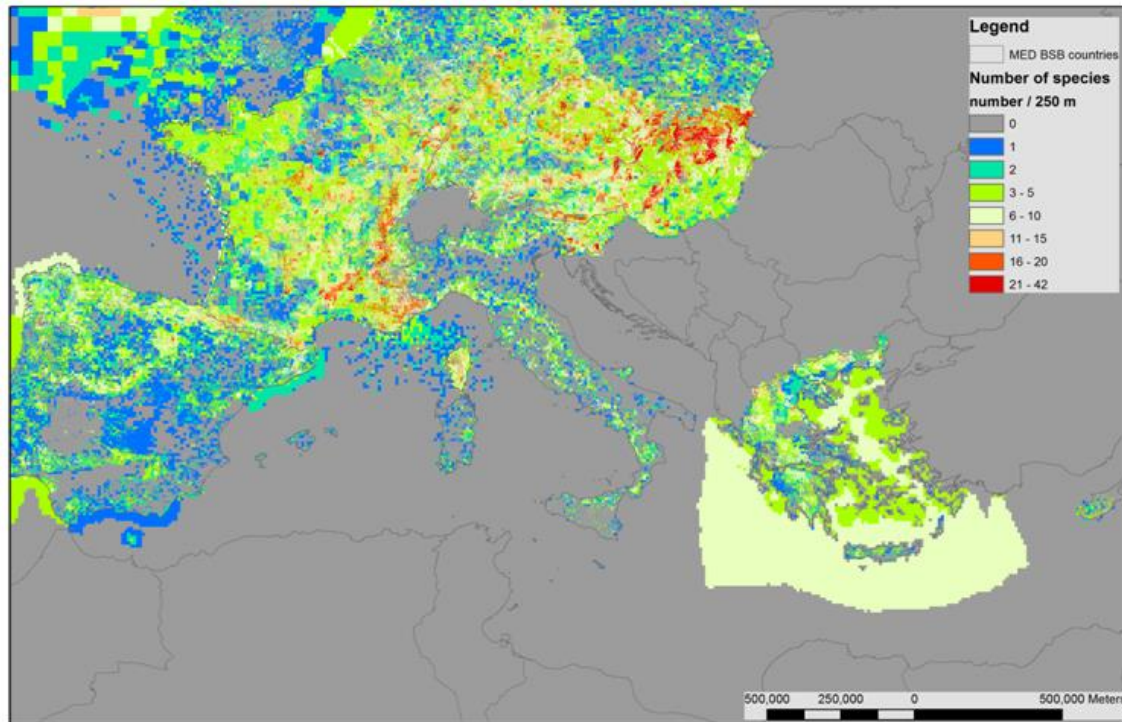 Legend
MED BSB countries
Number of species
number / 250 m
0
1
2
3 - 5
6 - 10
11 - 15
16 - 20
21 - 42
500,000 250,000 0 500,000 Meters